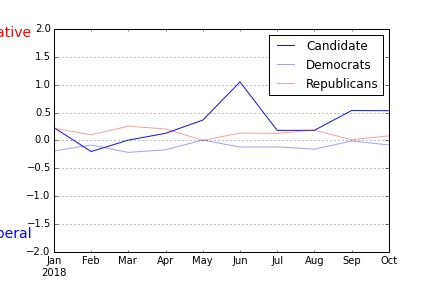 ative
2.0
1.5
1.0
0.5
0.0
−0.5
−1.0
−1.5
−2.0
peral
Candidate
Democrats
Republicans
Jan Feb Mar Apr May Jun Jul Aug Sep Oct
2018